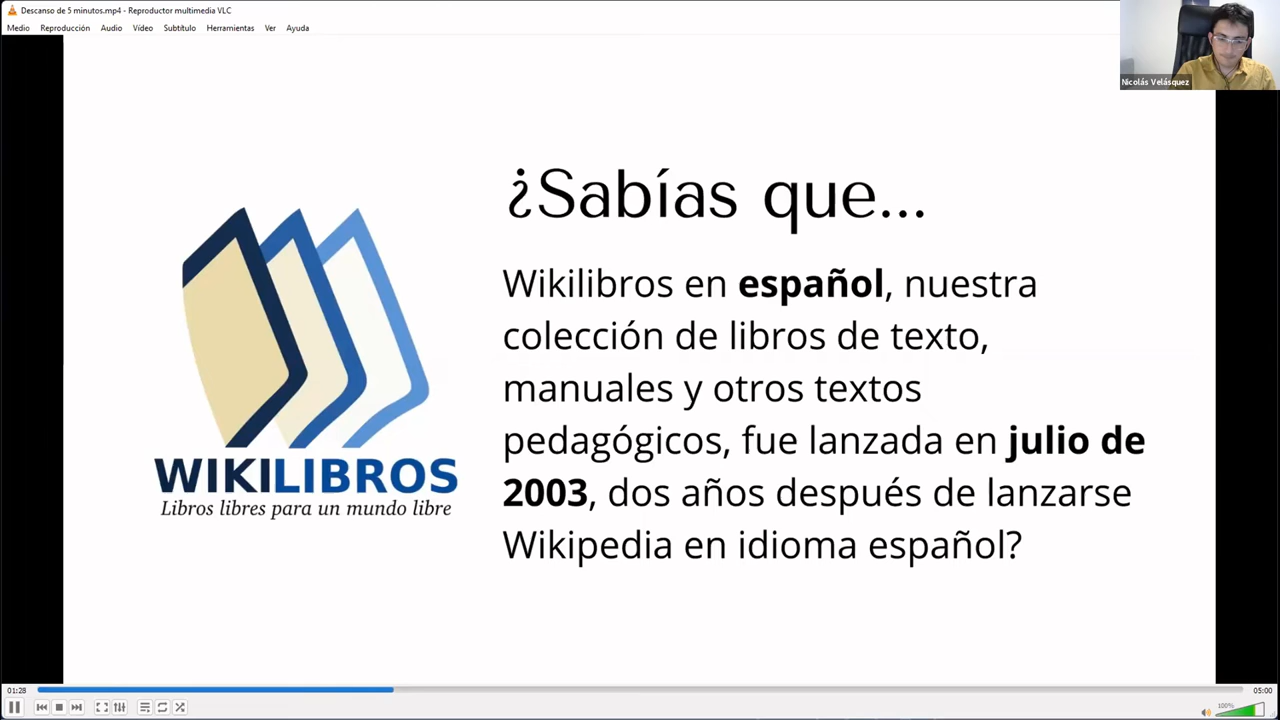 Descanso de 5 minutos.mp4 - Reproductor multimedia VLC
Medio Reproducción Audio Vídeo Subtítulo Herramientas Ver Ayuda
Nicolás Velásquez
¿Sabías que...
Wikilibros en español, nuestra
colección de libros de texto,
manuales y otros textos
pedagógicos, fue lanzada en julio de
2003, dos años después de lanzarse
Wikipedia en idioma español?
WIKILIBROS
Libros libres para un mundo libre
01:28
05:00
100%